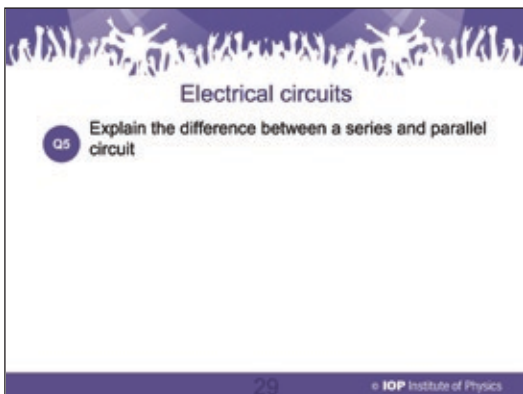 Electrical circuits
Q5
Explain the difference between a series and parallel
circuit
29
© IOP Institute of Physics